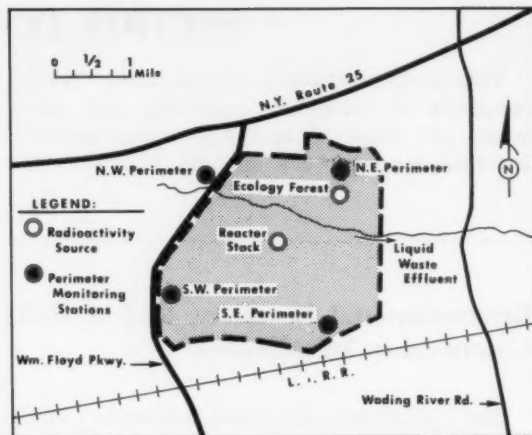 0 1/2 1
Mile
N.Y. Route 25
N
N.W. Perimeter
N.E. Perimeter
Ecology Forest
LEGEND:
Radioactivity
Source
Perimeter
Monitoring
Stations
Reactor
Stack
Liquid
Waste
Effluent
S.W. Perimeter
S.E. Perimeter
Wm. Floyd Pkwy.
L. I. R.R.
Wading River Rd.